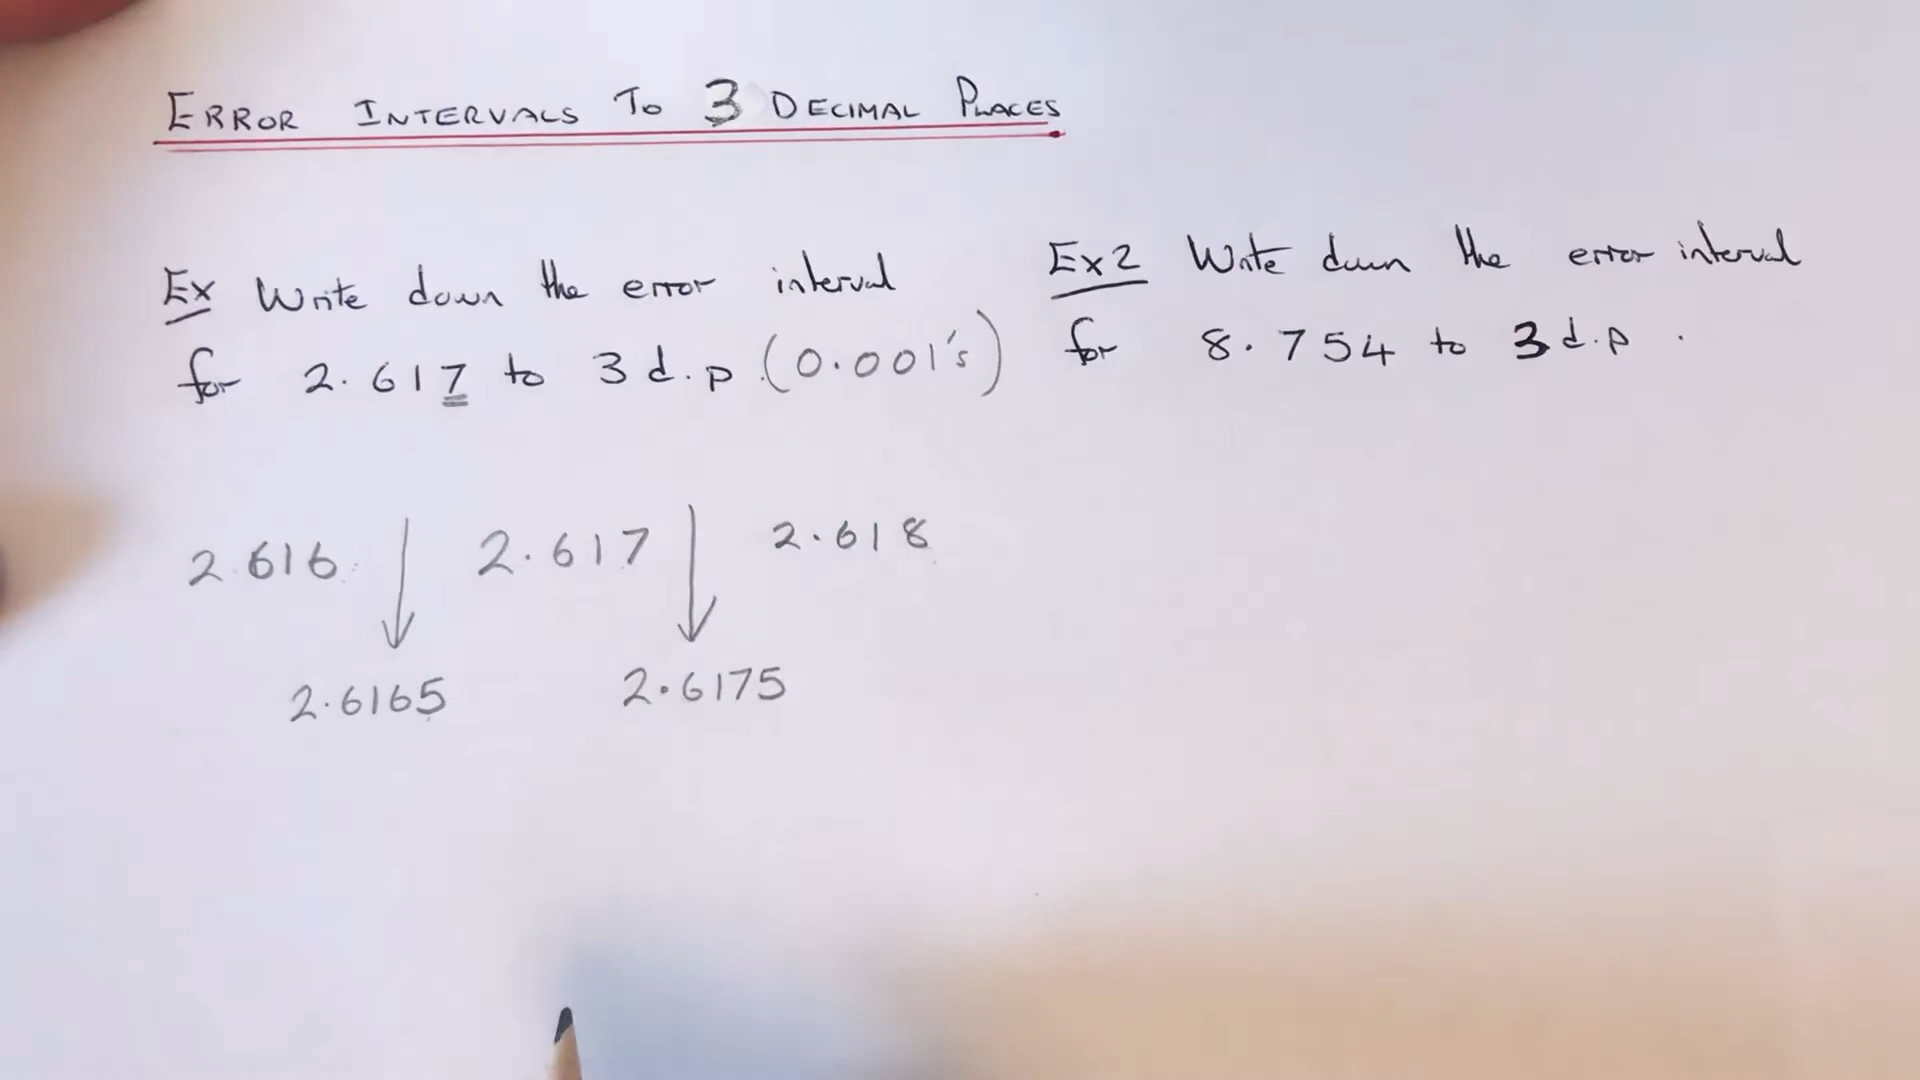 ERROR INTERVALS TO 3 DECIMAL PLACES
Ex Write down the error interval
for 2.617 to 3 d.p. (0.001's)
2.616 2.617 2.618
2.6165 2.6175
Ex2 Write down the error interval
for 8.754 to 3 d.p.